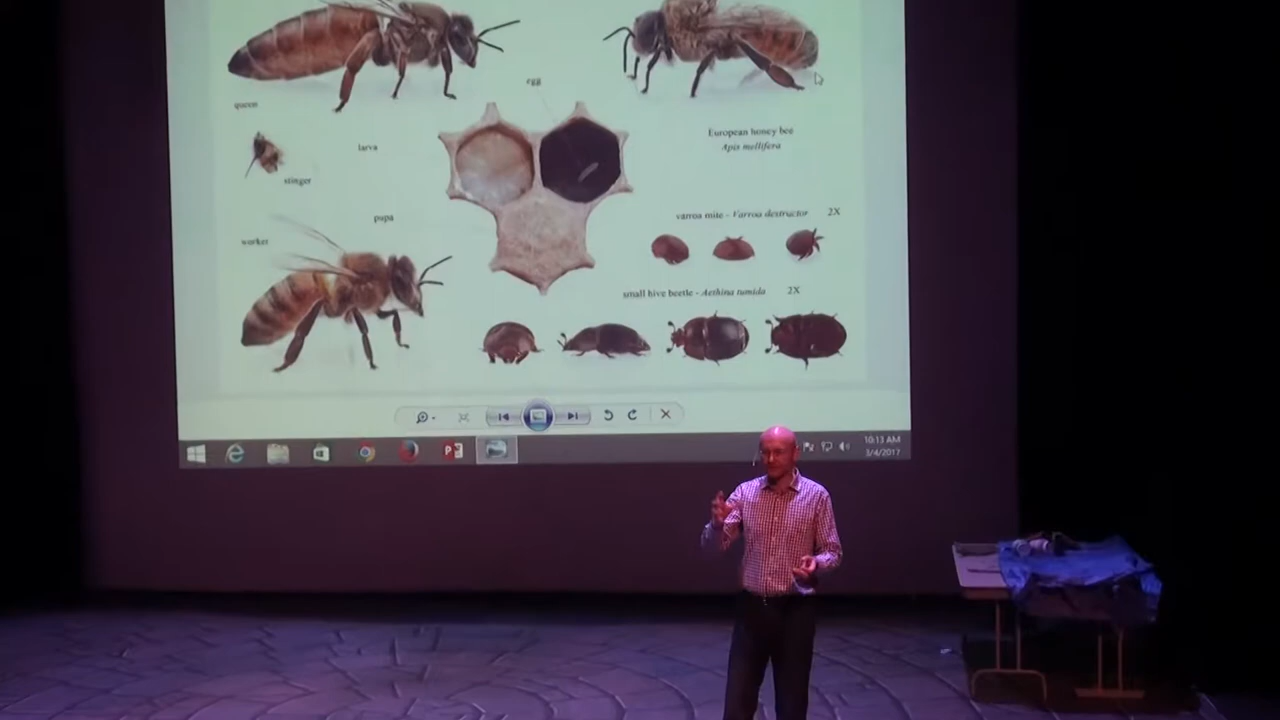 queen
egg
European honey bee
Apis mellifera
larva
stinger
pupa
varroa mite - Varroa destructor 2X
worker
small hive beetle - Aethina tumida 2X
10:13 AM
3/4/2017